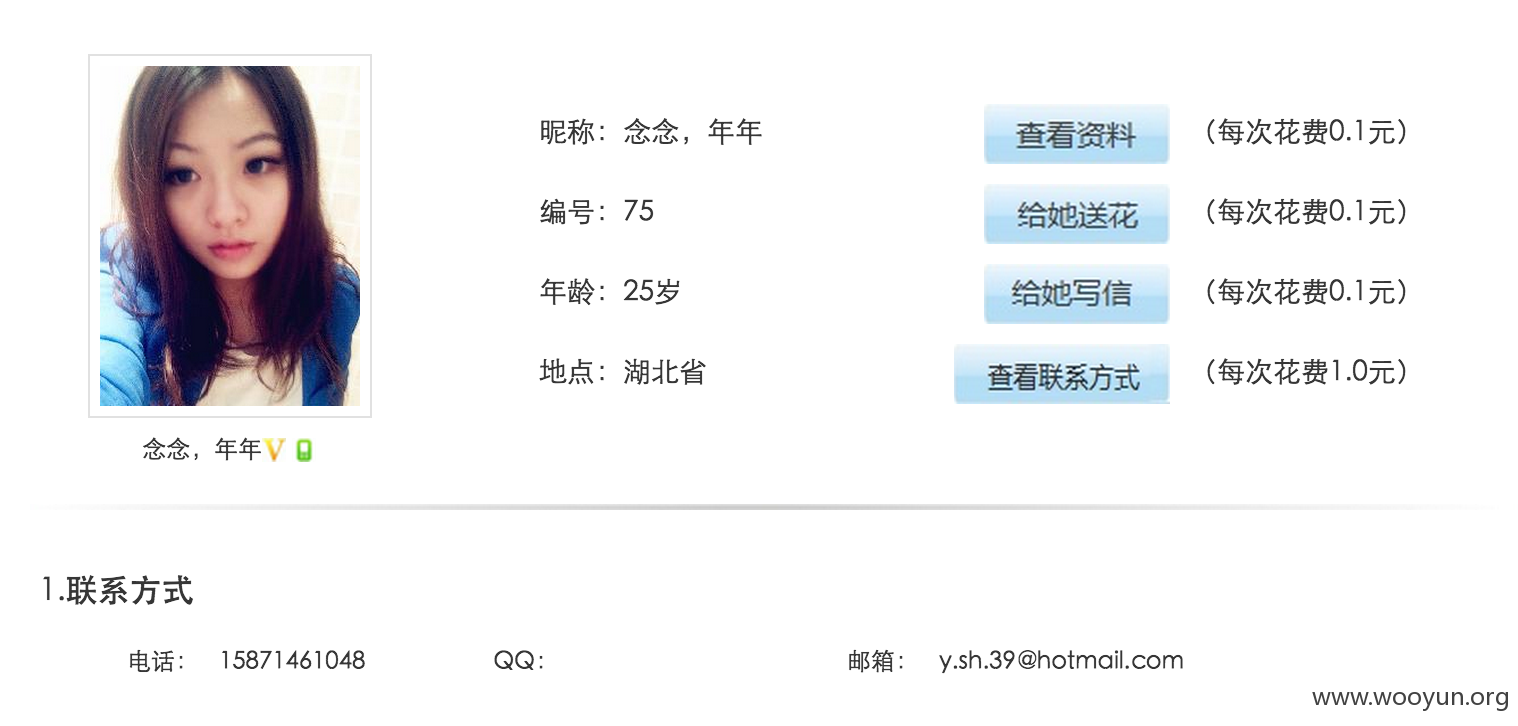 昵称：念念，年年 查看资料 （每次花费0.1元）
编号：75 给她送花 （每次花费0.1元）
年龄：25岁 给她写信 （每次花费0.1元）
地点：湖北省 查看联系方式 （每次花费1.0元）
念念，年年V
1.联系方式
电话： 15871461048 QQ： 邮箱： y.sh.39@hotmail.com
www.wooyun.org